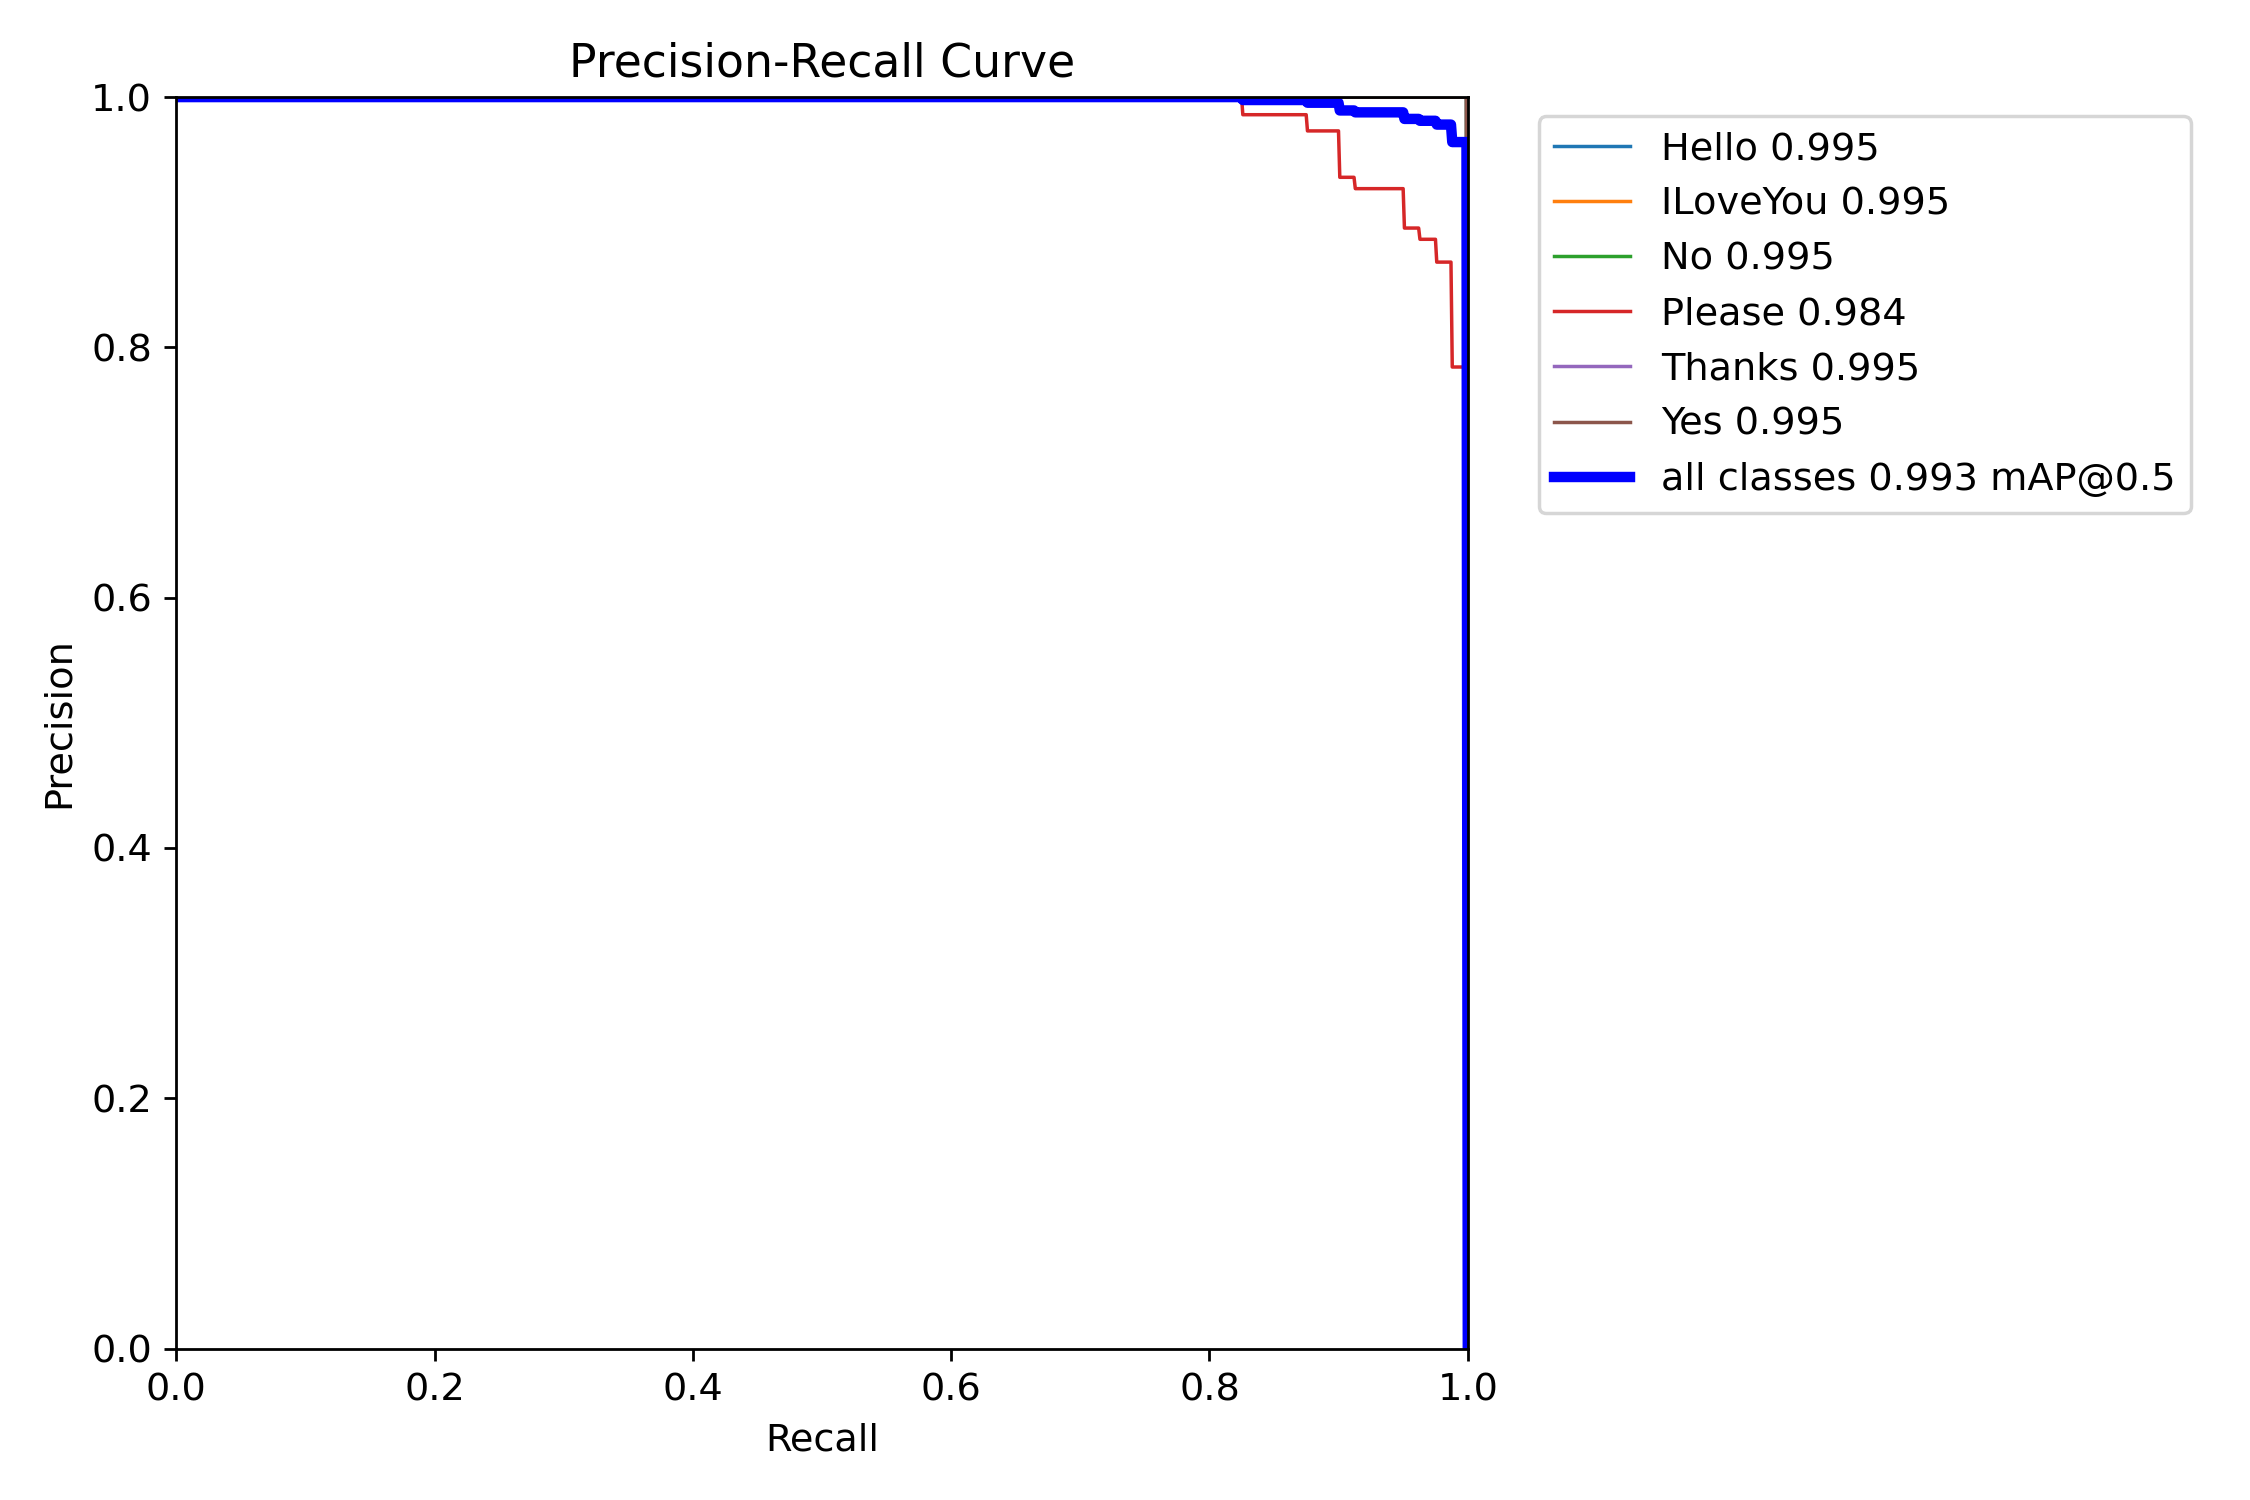 Precision-Recall Curve
1.0
0.8
0.6
0.4
0.2
0.0
Precision
0.0 0.2 0.4 0.6 0.8 1.0
Recall
Hello 0.995
ILoveYou 0.995
No 0.995
Please 0.984
Thanks 0.995
Yes 0.995
all classes 0.993 mAP@0.5